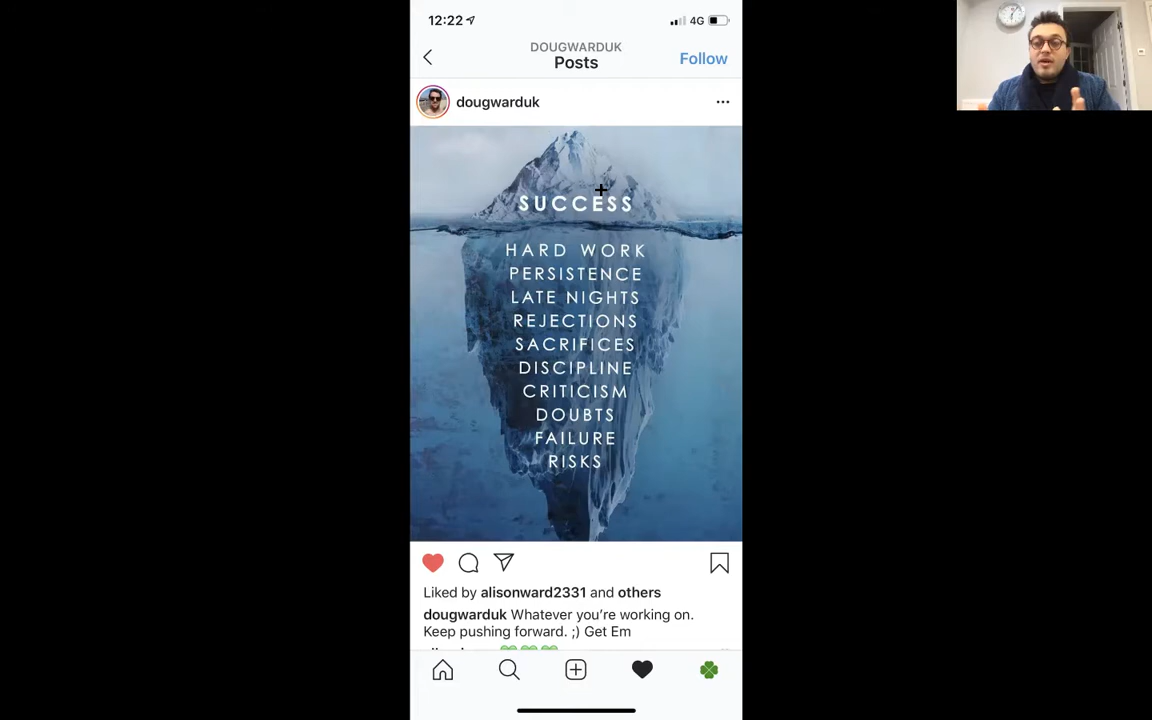 12:22
4G
DOUGWARDUK
Posts
Follow
dougwarduk
SUCCESS
HARD WORK
PERSISTENCE
LATE NIGHTS
REJECTIONS
SACRIFICES
DISCIPLINE
CRITICISM
DOUBTS
FAILURE
RISKS
Liked by alisonward2331 and others
dougwarduk Whatever you're working on.
Keep pushing forward. ;) Get Em